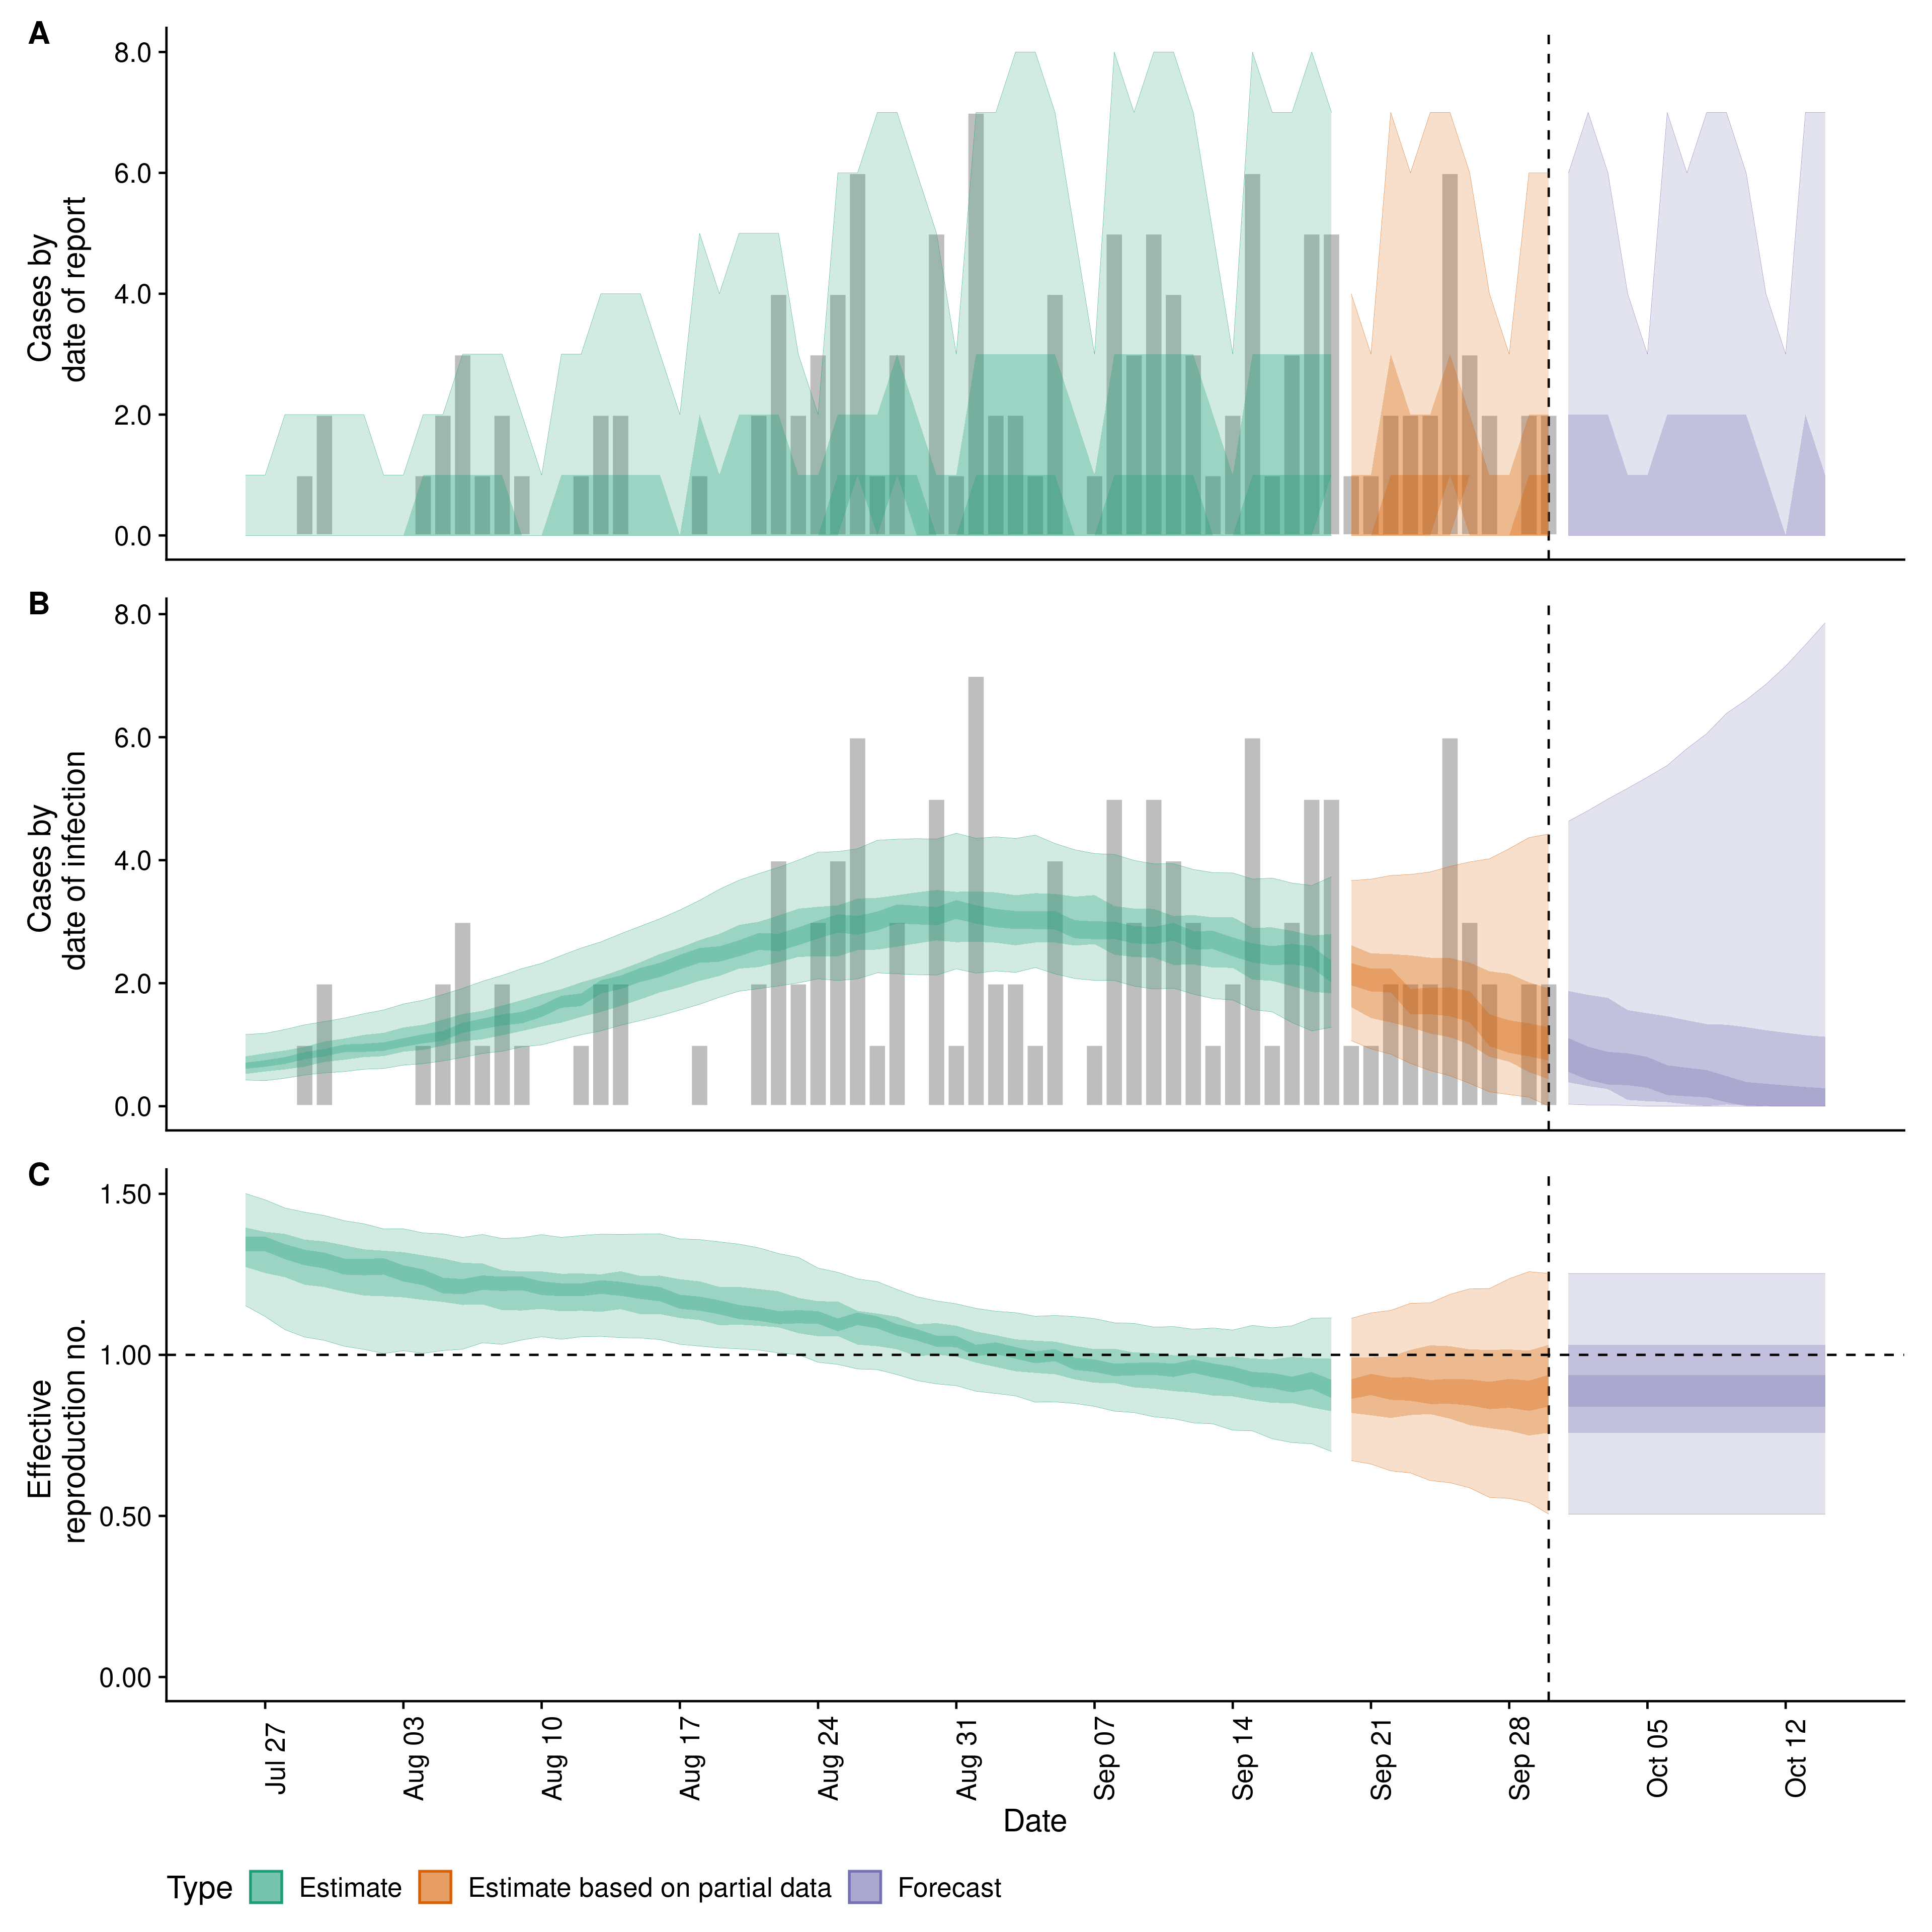 A
8.0
6.0
4.0
2.0
0.0
Cases by
date of report
B
8.0
6.0
4.0
2.0
0.0
Cases by
date of infection
C
1.50
1.00
0.50
0.00
Effective
reproduction no.
Jul 27
Aug 03
Aug 10
Aug 17
Aug 24
Aug 31
Sep 07
Sep 14
Sep 21
Sep 28
Oct 05
Oct 12
Date
Type Estimate Estimate based on partial data Forecast